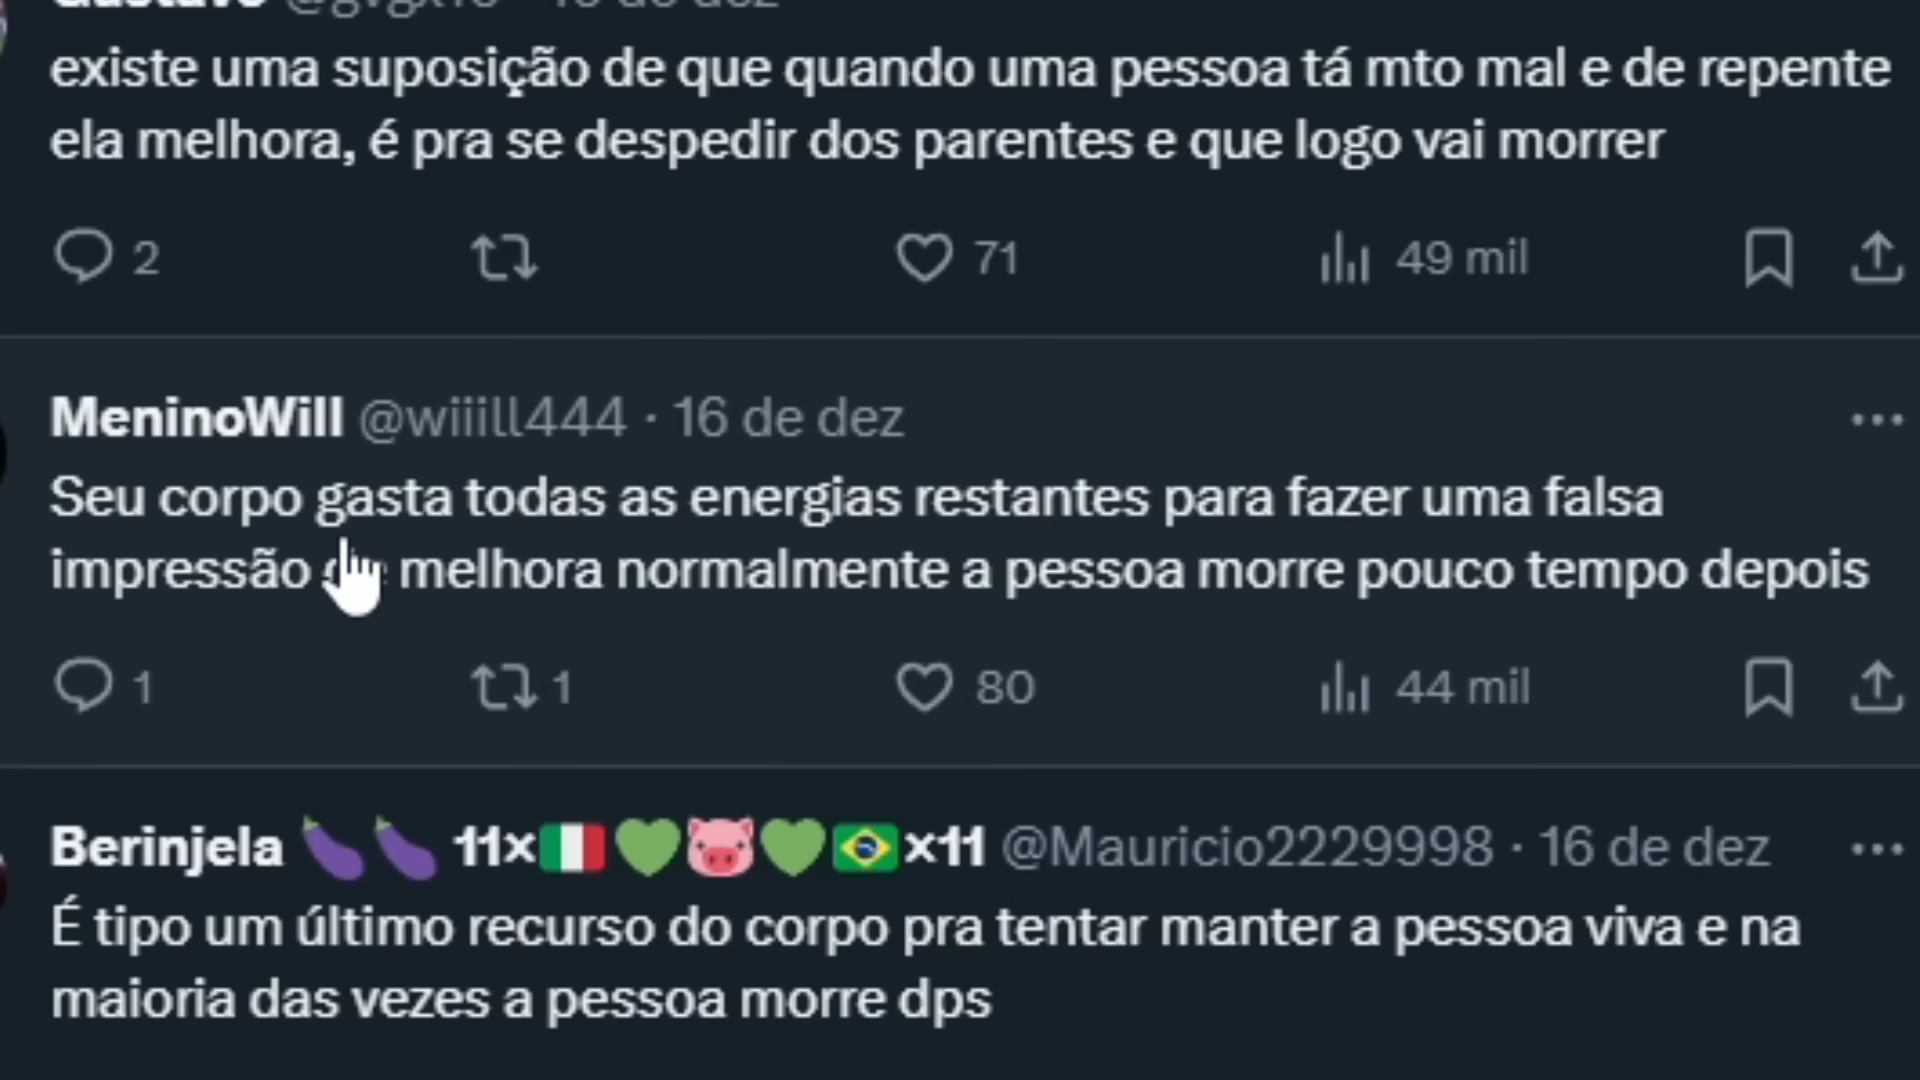 existe uma suposição de que quando uma pessoa tá mto mal e de repente
ela melhora, é pra se despedir dos parentes e que logo vai morrer
2 71 49 mil
MeninoWill @wiiill444 · 16 de dez
Seu corpo gasta todas as energias restantes para fazer uma falsa
impressão melhora normalmente a pessoa morre pouco tempo depois
1 1 80 44 mil
Berinjela 🍆🍆 11×🇮🇹💚🐷💚🇧🇷×11 @Mauricio2229998 · 16 de dez
É tipo um último recurso do corpo pra tentar manter a pessoa viva e na
maioria das vezes a pessoa morre dps